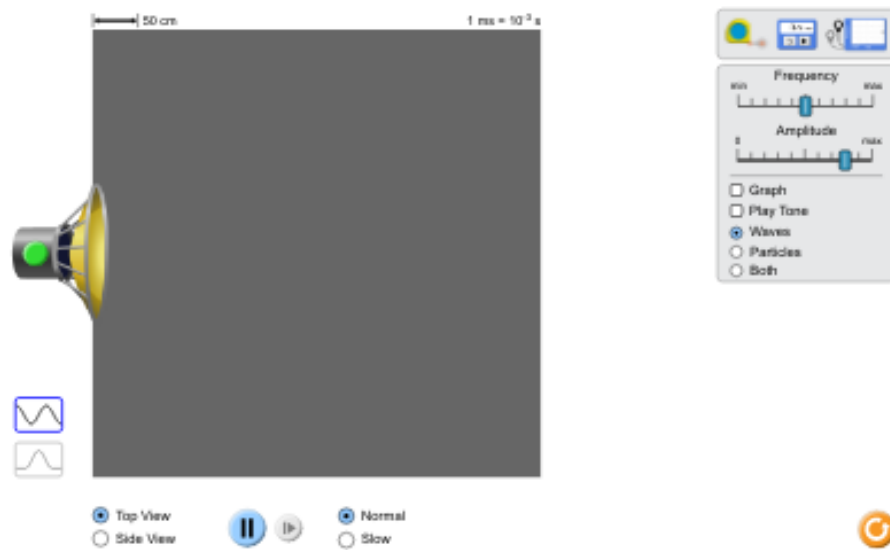 50 cm
1 ms = 10⁻³ s
Frequency
min
max
Amplitude
0
max
Graph
Play Tone
Waves
Particles
Both
Top View
Side View
Normal
Slow